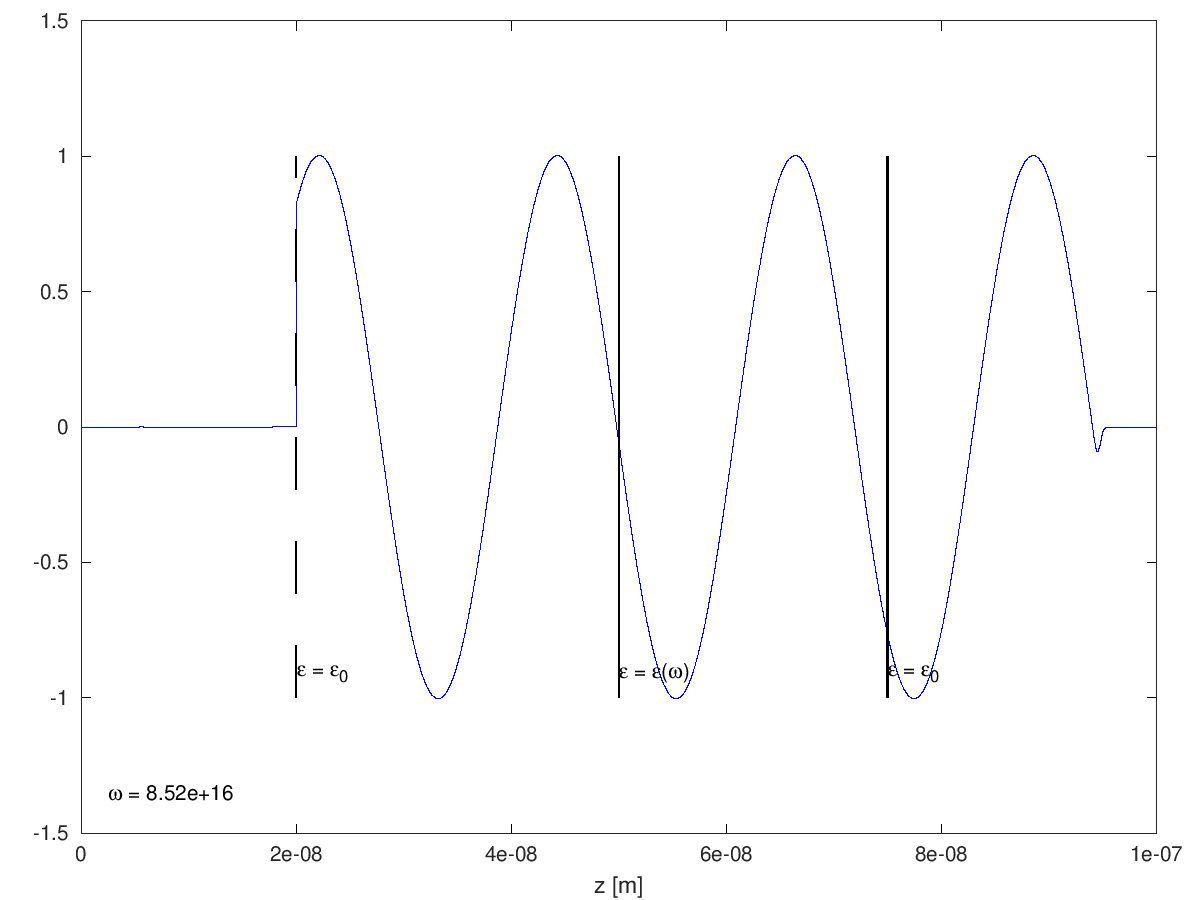 1.5
1
0.5
0
-0.5
-1
-1.5
ε = ε0
ε = ε(ω)
ε = ε0
ω = 8.52e+16
0
2e-08
4e-08
6e-08
8e-08
1e-07
z [m]